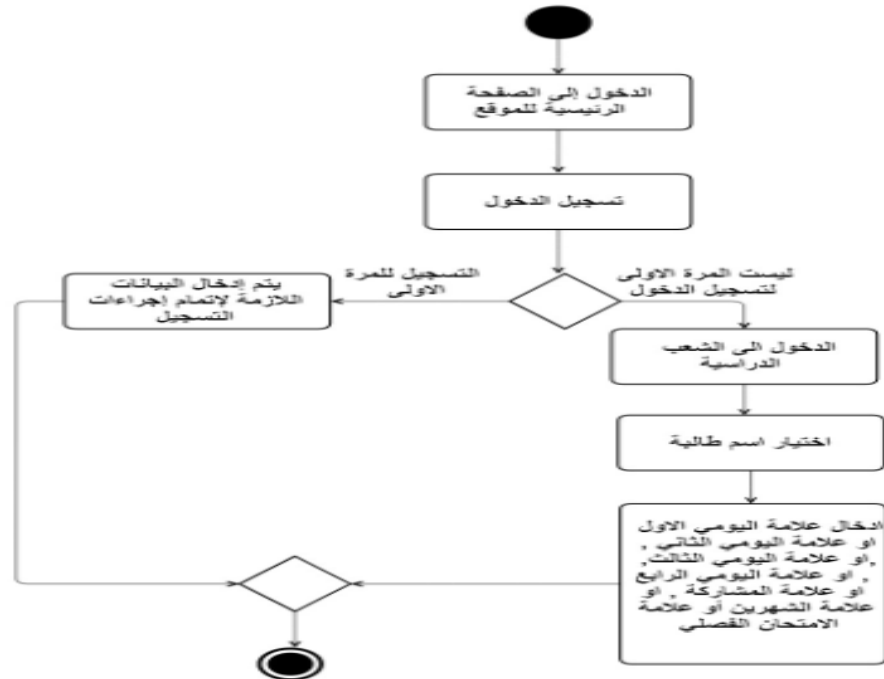 الدخول إلى الصفحة
الرئيسية للموقع
تسجيل الدخول
ليست المرة الاولى
لتسجيل الدخول
التسجيل للمرة
الاولى
يتم إدخال البيانات
اللازمة لإتمام إجراءات
التسجيل
الدخول الى الشعب
الدراسية
اختيار اسم طالبة
ادخال علامة اليومي الاول
او علامة اليومي الثاني ,
,او علامة اليومي الثالث,
, او علامة اليومي الرابع
او علامة المشاركة , او
علامة الشهرين أو علامة
الامتحان الفصلي